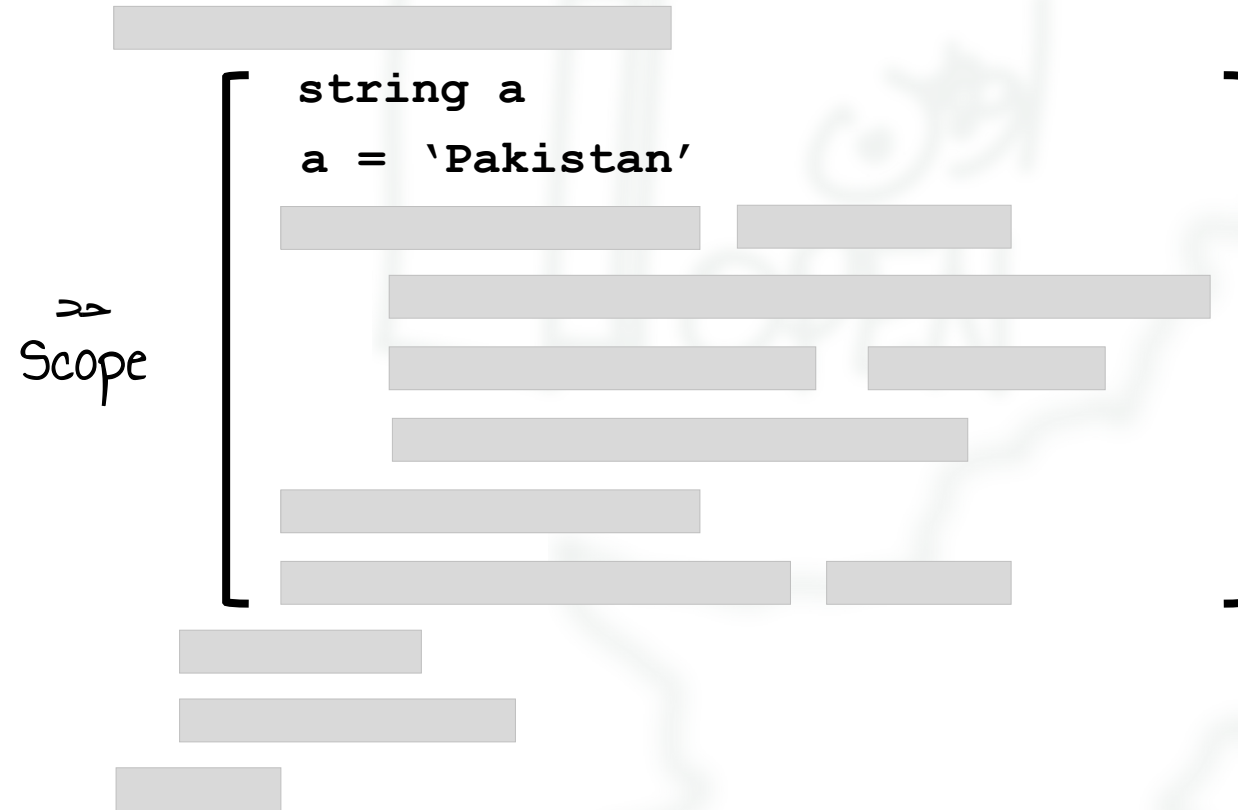 string a
a = ‘Pakistan’
حد
Scope